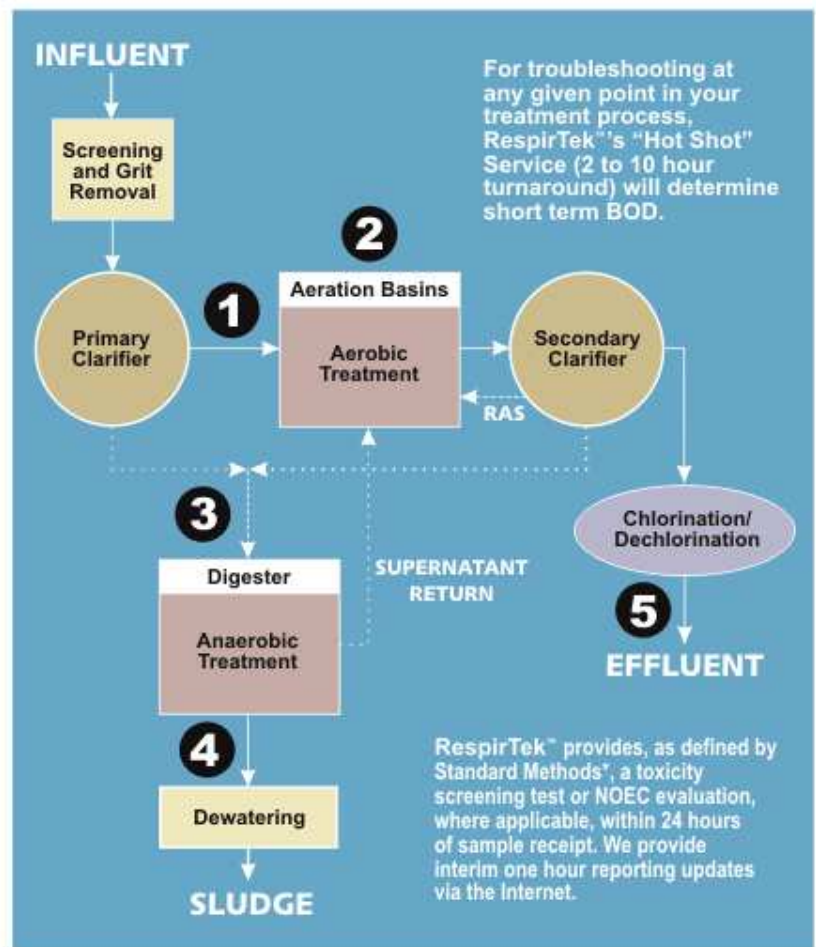 INFLUENT
For troubleshooting at
any given point in your
treatment process,
RespirTek™'s “Hot Shot”
Service (2 to 10 hour
turnaround) will determine
short term BOD.
Screening
and Grit
Removal
2
1
Aeration Basins
Primary
Clarifier
Aerobic
Treatment
Secondary
Clarifier
RAS
3
Chlorination/
Dechlorination
Digester
SUPERNATANT
RETURN
Anaerobic
Treatment
5
EFFLUENT
4
RespirTek™ provides, as defined by
Standard Methods*, a toxicity
screening test or NOEC evaluation,
where applicable, within 24 hours
of sample receipt. We provide
interim one hour reporting updates
via the Internet.
Dewatering
SLUDGE